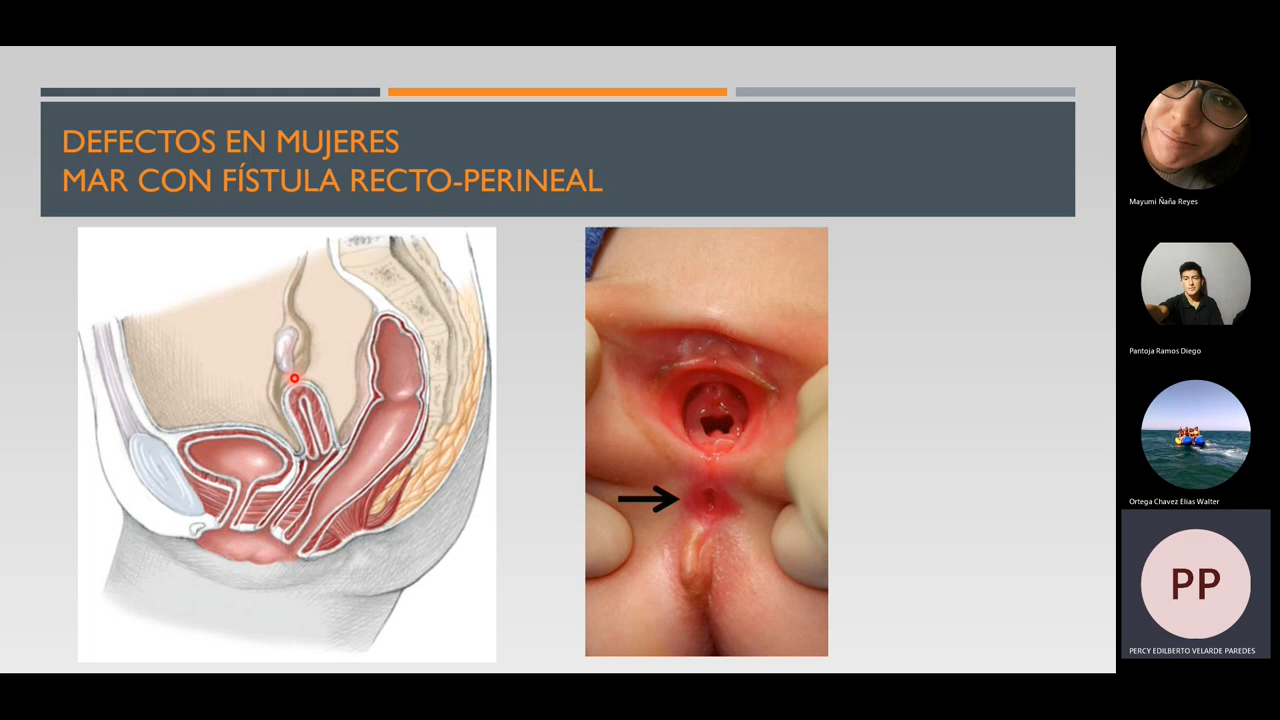 DEFECTOS EN MUJERES
MAR CON FÍSTULA RECTO-PERINEAL
Mayumi Ñaña Reyes
Pantoja Ramos Diego
Ortega Chavez Elias Walter
PP
PERCY EDILBERTO VELARDE PAREDES